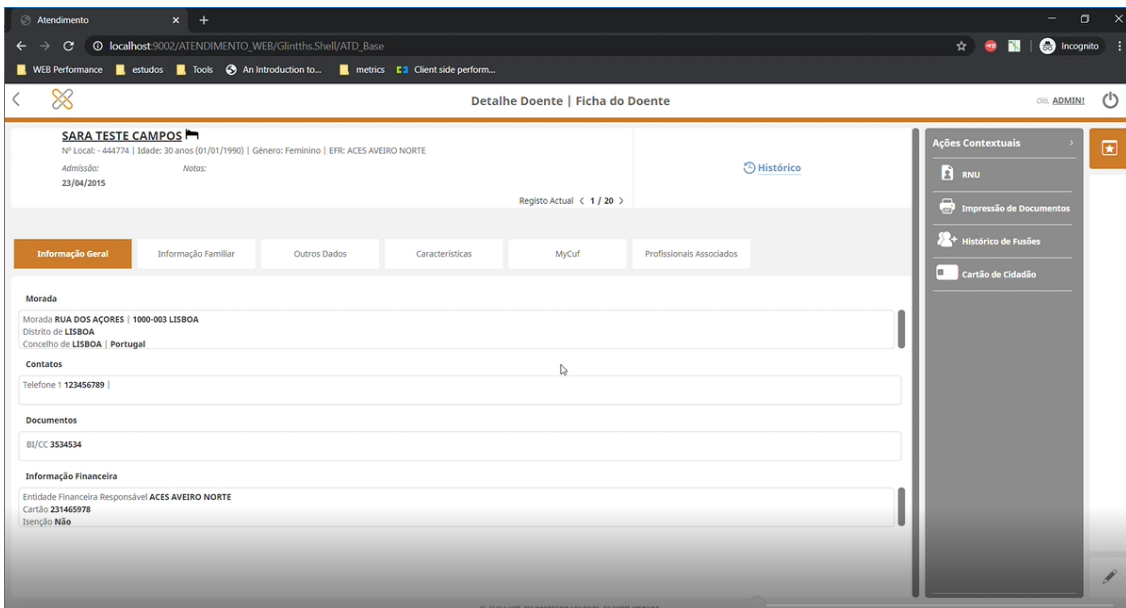 Atendimento
localhost:9002/ATENDIMENTO_WEB/Glintths.Shell/ATD_Base
Incognito
WEB Performance estudos Tools An Introduction to... metrics Client side perform...
Detalhe Doente | Ficha do Doente
Olá, ADMIN!
SARA TESTE CAMPOS
Nº Local: - 444774 | Idade: 30 anos (01/01/1990) | Género: Feminino | EFR: ACES AVEIRO NORTE
Admissão: Notas:
23/04/2015
Histórico
Registo Actual < 1 / 20 >
Ações Contextuais >
RNU
Impressão de Documentos
Histórico de Fusões
Cartão de Cidadão
Informação Geral Informação Familiar Outros Dados Características MyCuf Profissionais Associados
Morada
Morada RUA DOS AÇORES | 1000-003 LISBOA
Distrito de LISBOA
Concelho de LISBOA | Portugal
Contatos
Telefone 1 123456789 |
Documentos
BI/CC 3534534
Informação Financeira
Entidade Financeira Responsável ACES AVEIRO NORTE
Cartão 231465978
Isenção Não